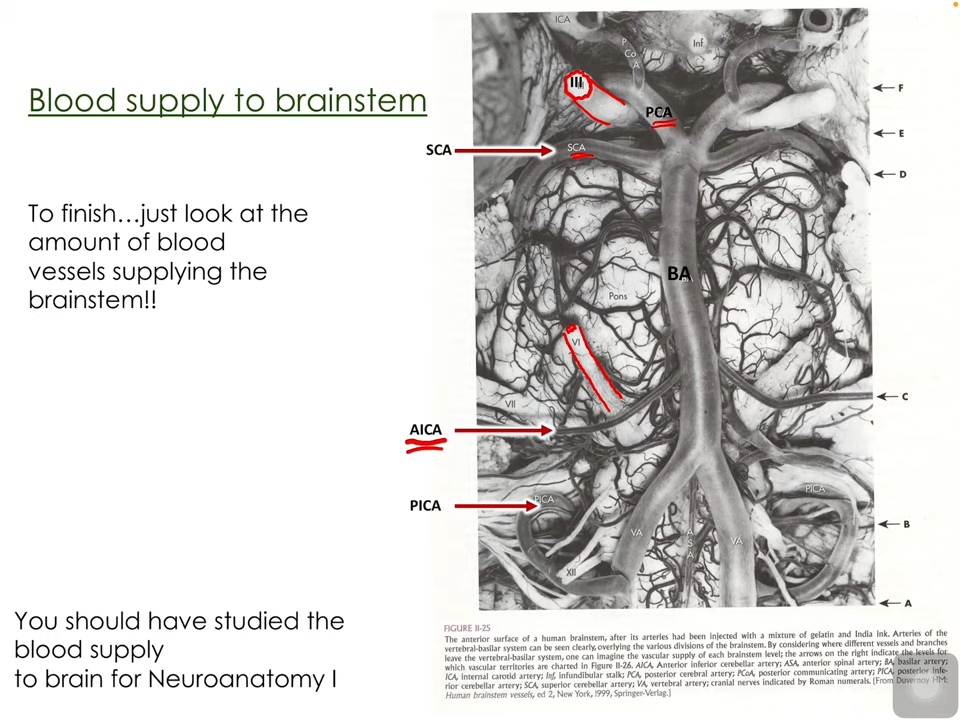 Blood supply to brainstem
To finish…just look at the
amount of blood
vessels supplying the
brainstem!!
You should have studied the
blood supply
to brain for Neuroanatomy I
SCA
AICA
PICA
ICA
P
Co
A
Inf
III
PCA
SCA
V
BA
Pons
VI
VII
PICA
PICA
VA
A
S
A
VA
XII
F
E
D
C
B
A
FIGURE II-25
The anterior surface of a human brainstem, after its arteries had been injected with a mixture of gelatin and India ink. Arteries of the
vertebral-basilar system can be seen clearly, overlying the various divisions of the brainstem. By considering where different vessels and branches
leave the vertebral-basilar system, one can imagine the vascular supply of each brainstem level; the arrows on the right indicate the levels for
which vascular territories are charted in Figure II-26. AICA, Anterior inferior cerebellar artery; ASA, anterior spinal artery; BA, basilar artery;
ICA, internal carotid artery; Inf, infundibular stalk; PCA, posterior cerebral artery; PCoA, posterior communicating artery; PICA, posterior infe-
rior cerebellar artery; SCA, superior cerebellar artery; VA, vertebral artery; cranial nerves indicated by Roman numerals. (From Duvernoy HM:
Human brainstem vessels, ed 2, New York, 1999, Springer-Verlag.)